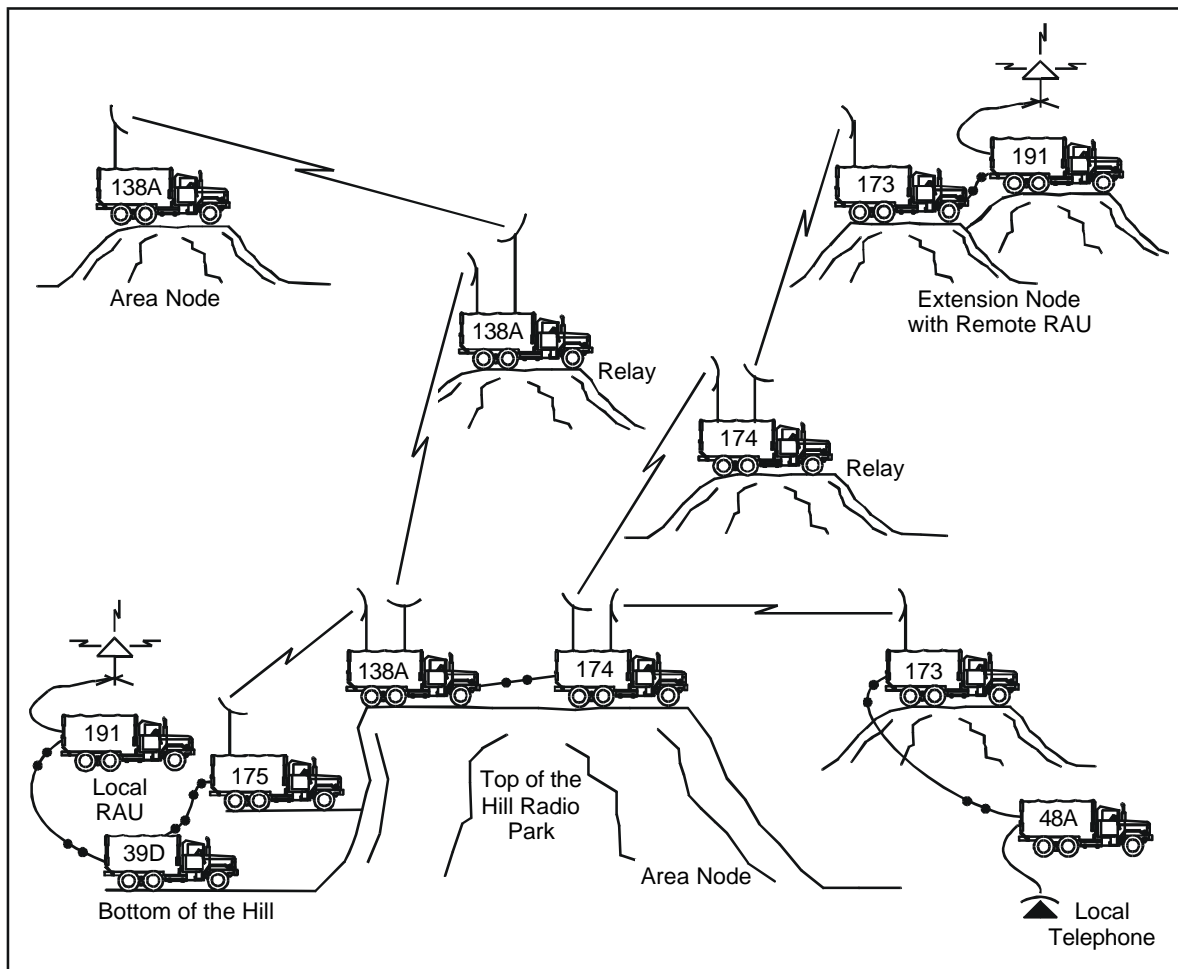 138A
Area Node
191
173
Extension Node
with Remote RAU
138A
Relay
174
Relay
138A
174
173
191
Local
RAU
175
Top of the
Hill Radio
Park
39D
Area Node
Bottom of the Hill
48A
Local
Telephone